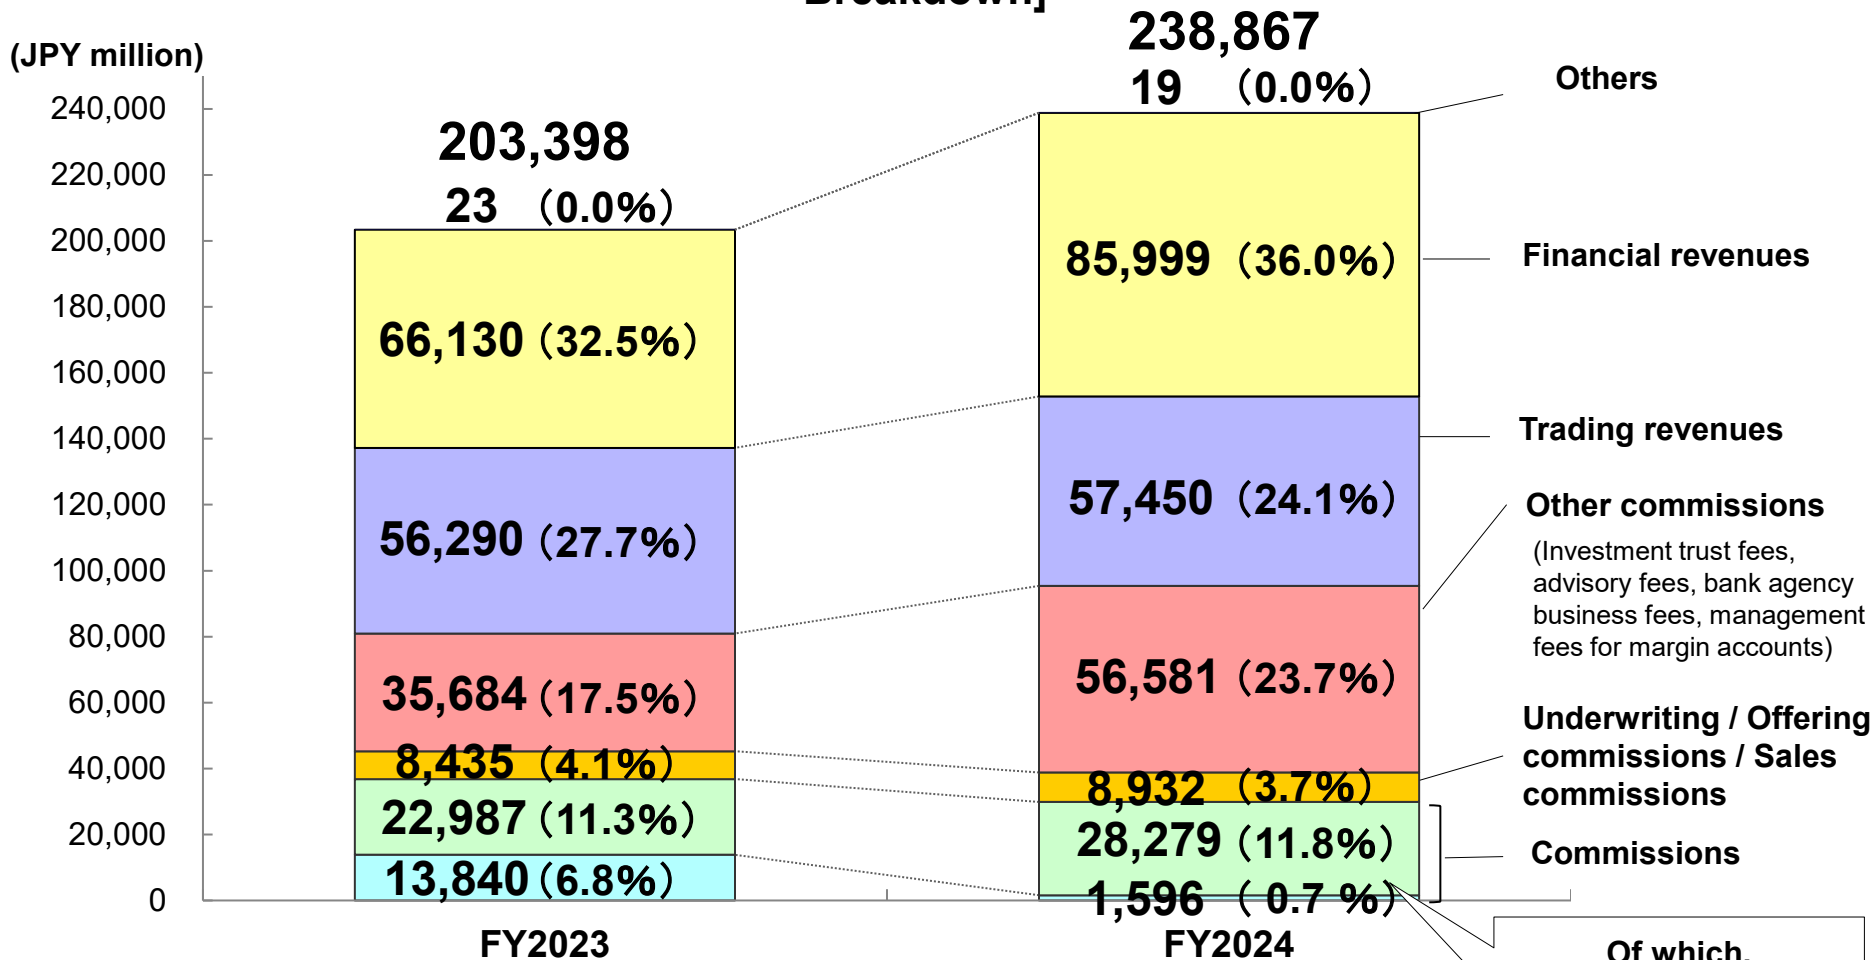 Breakdown]
(JPY million)
240,000
220,000
200,000
180,000
160,000
140,000
120,000
100,000
80,000
60,000
40,000
20,000
0
203,398
23 （0.0%）
66,130（32.5%）
56,290（27.7%）
35,684（17.5%）
8,435（4.1%）
22,987（11.3%）
13,840（6.8%）
FY2023
238,867
19 （0.0%）
85,999（36.0%）
57,450（24.1%）
56,581（23.7%）
8,932（3.7%）
28,279（11.8%）
1,596（ 0.7 %）
FY2024
Others
Financial revenues
Trading revenues
Other commissions
(Investment trust fees,
advisory fees, bank agency
business fees, management
fees for margin accounts)
Underwriting / Offering
commissions / Sales
commissions
Commissions
Of which,